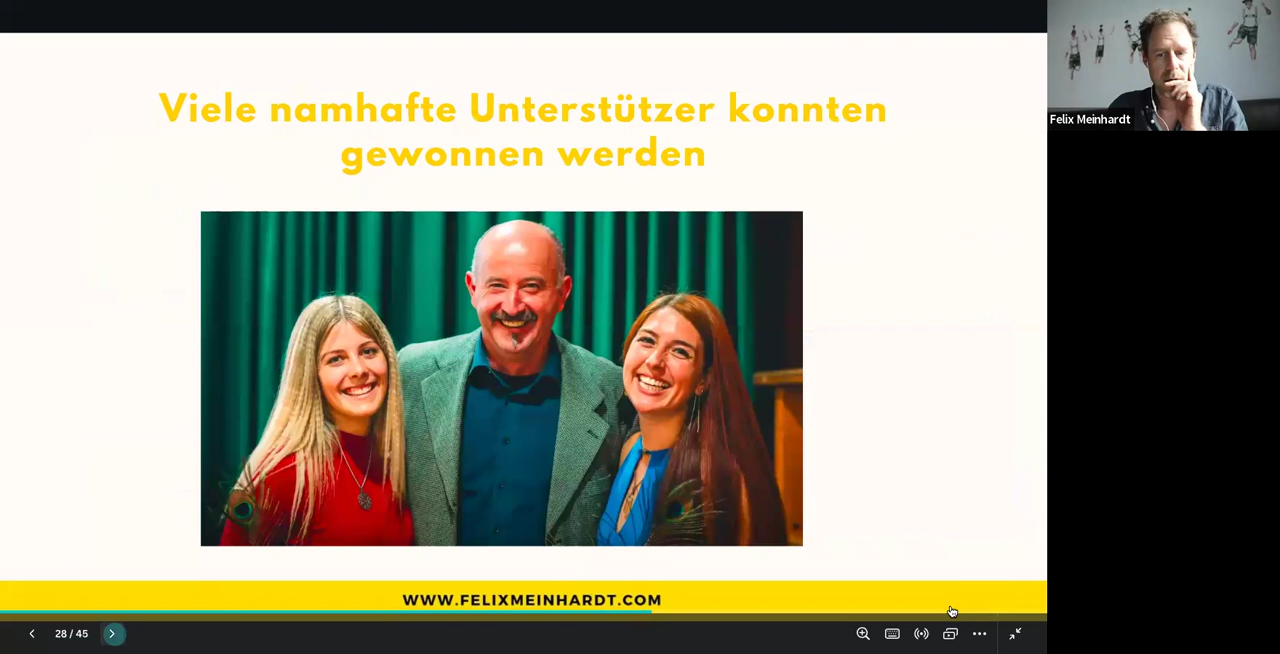 Viele namhafte Unterstützer konnten
gewonnen werden
Felix Meinhardt
WWW.FELIXMEINHARDT.COM
28 / 45